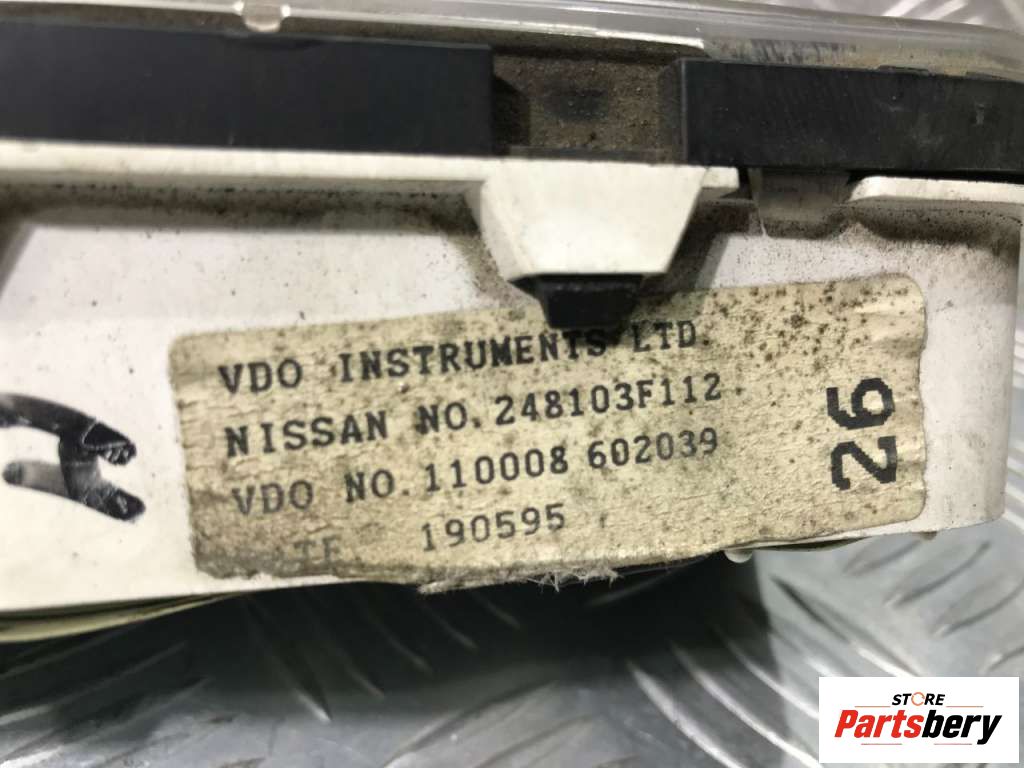 VDO INSTRUMENTS LTD.
NISSAN NO.248103F112
VDO NO.110008 602039
190595
26
STORE
Partsbery